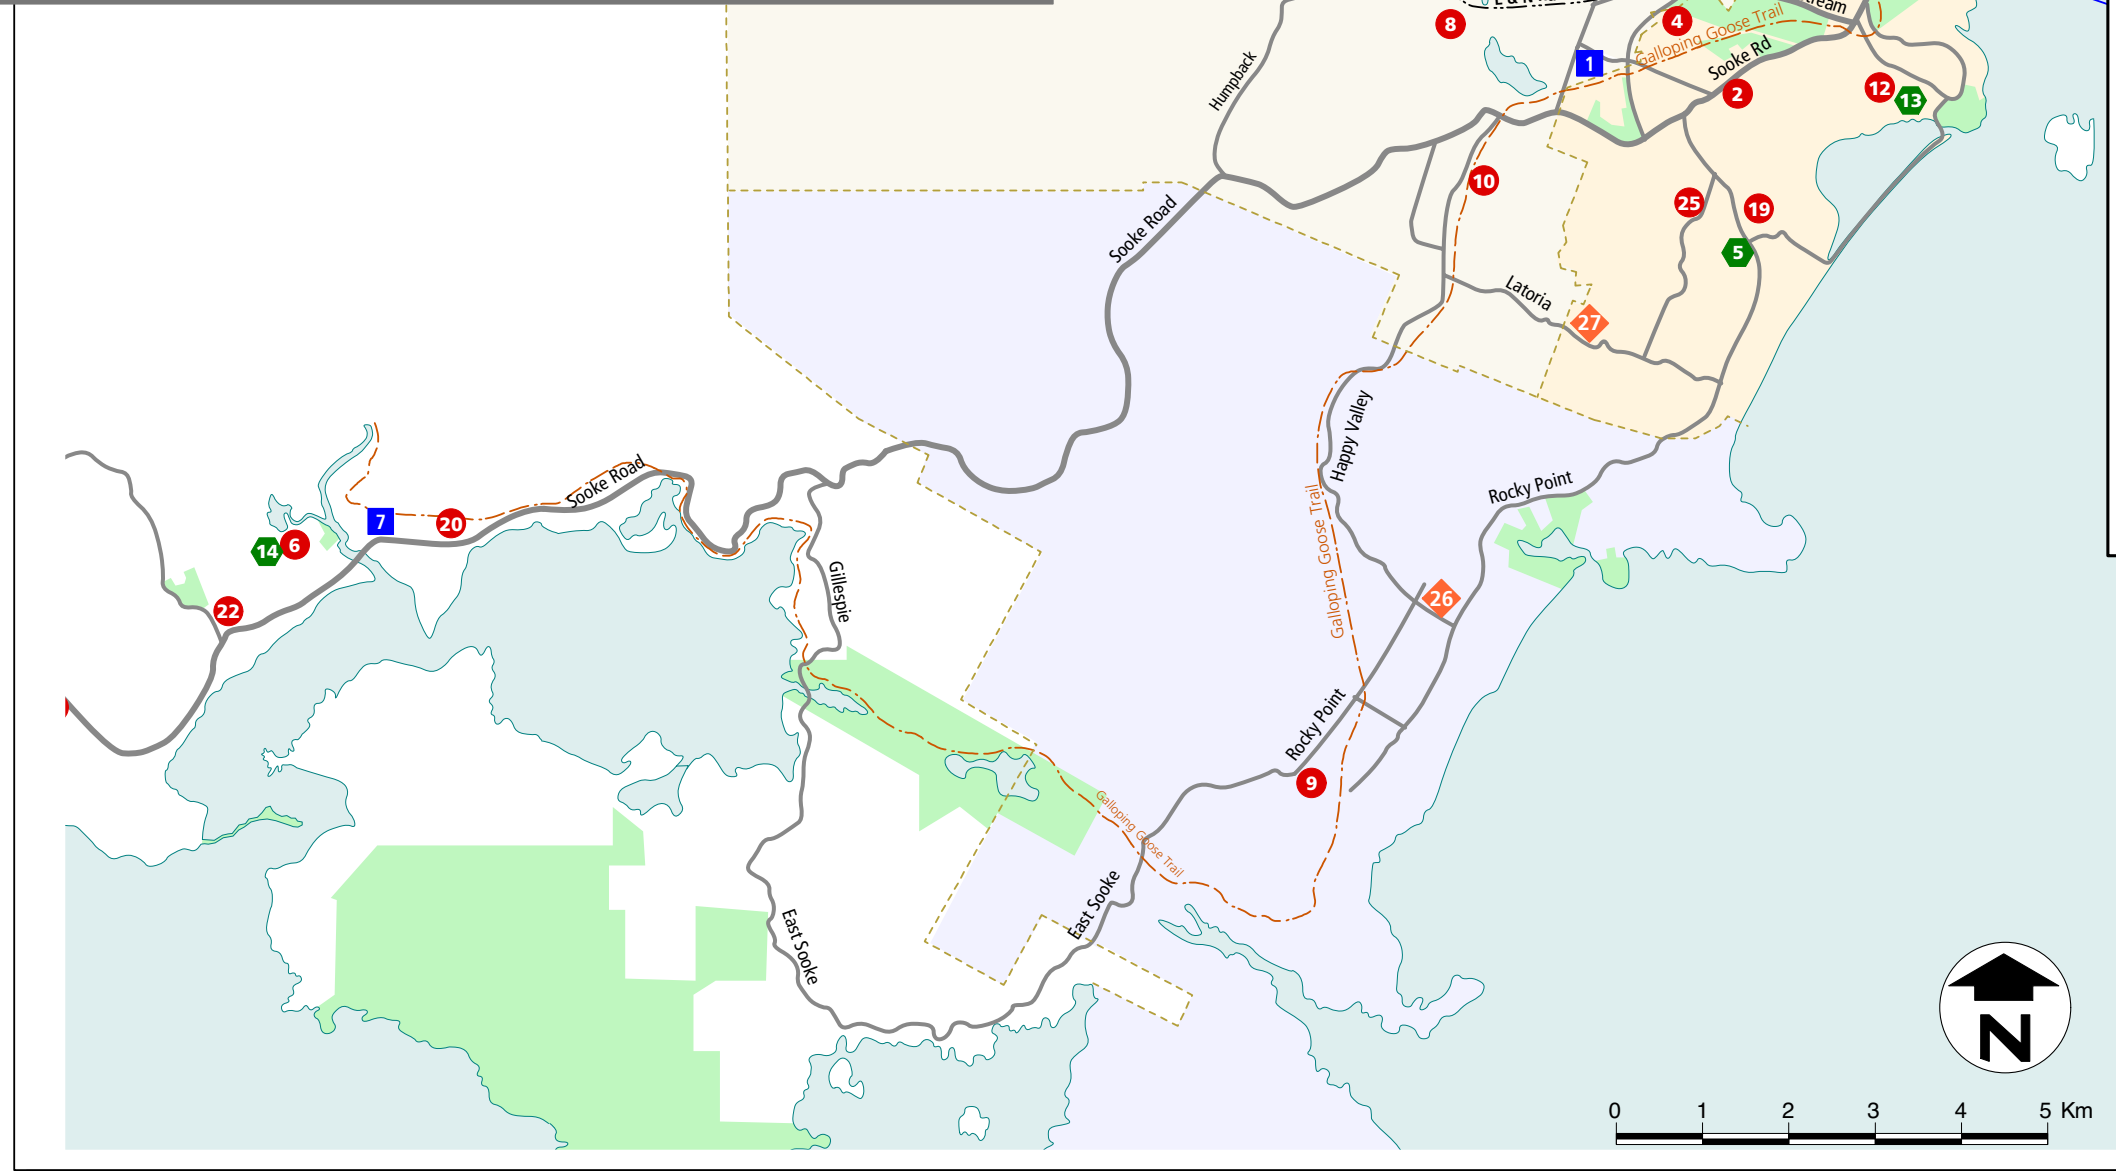 8
4
Galloping Goose Trail
Sooke Rd
1
2
12
13
Humpback
10
25
19
5
Sooke Road
Latoria
27
Happy Valley
Galloping Goose Trail
Rocky Point
Sooke Road
7
20
14
6
22
Gillespie
26
Rocky Point
9
Galloping Goose Trail
East Sooke
East Sooke
N
0 1 2 3 4 5 Km